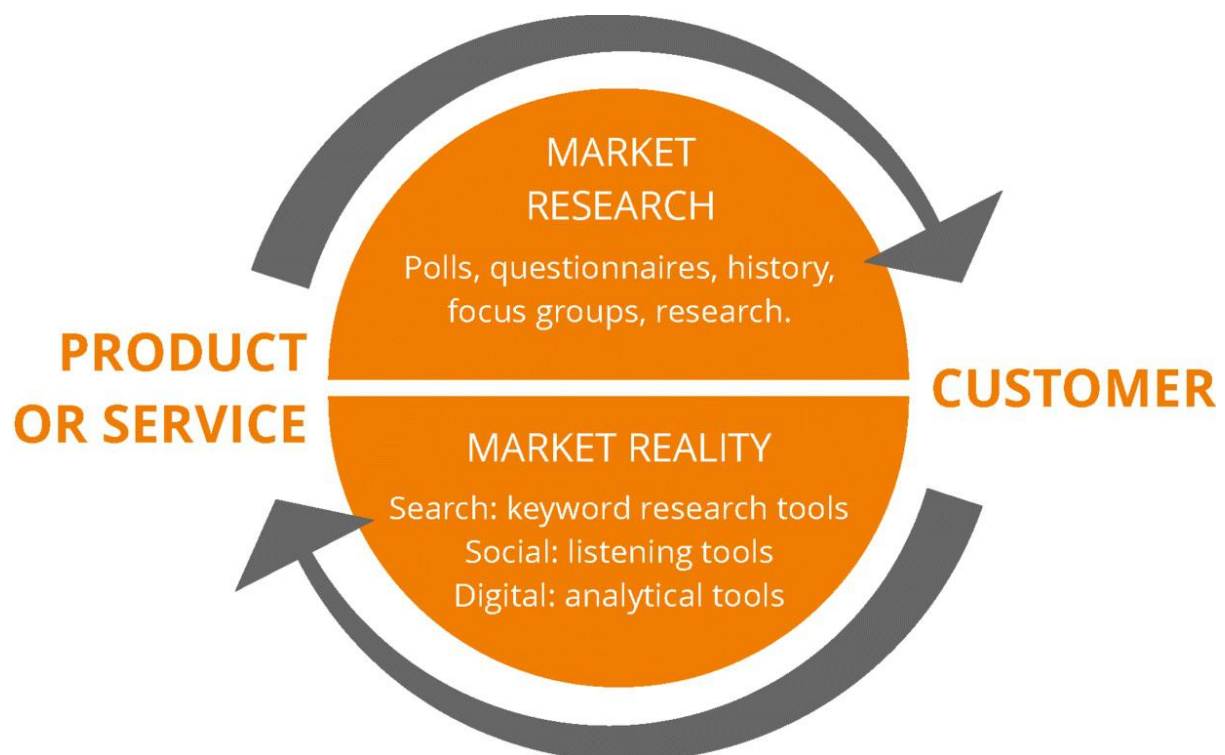 MARKET
RESEARCH
Polls, questionnaires, history,
focus groups, research.
PRODUCT
OR SERVICE
CUSTOMER
MARKET REALITY
Search: keyword research tools
Social: listening tools
Digital: analytical tools